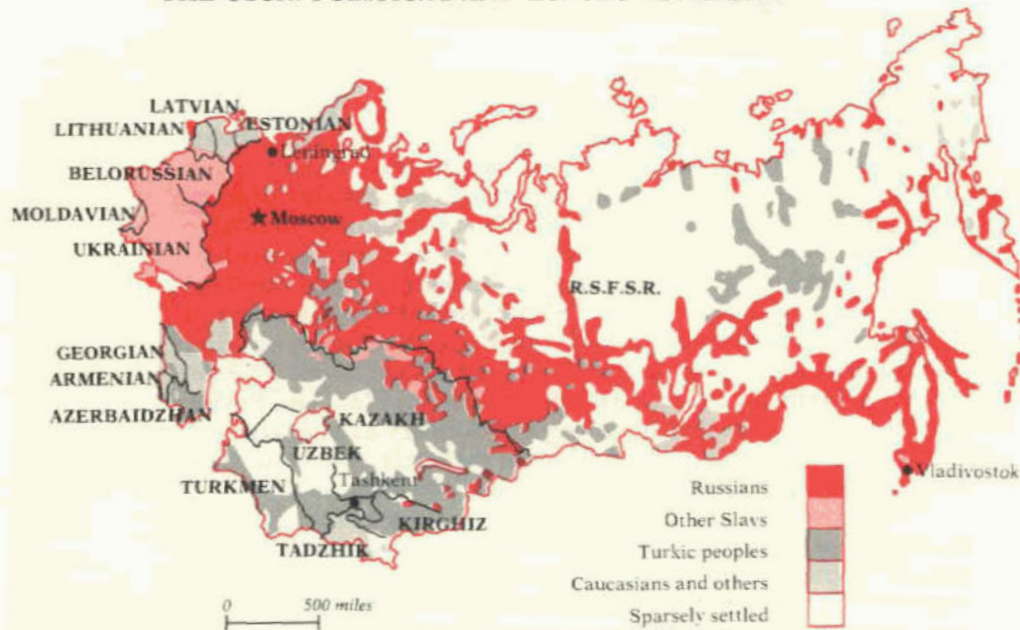 LATVIAN
LITHUANIAN
ESTONIAN
Leningrad
BELORUSSIAN
MOLDAVIAN
★ Moscow
UKRAINIAN
R.S.F.S.R.
GEORGIAN
ARMENIAN
AZERBAIDZHAN
KAZAKH
UZBEK
Tashkent
TURKMEN
KIRGHIZ
TADZHIK
Vladivostok
Russians
Other Slavs
Turkic peoples
Caucasians and others
Sparsely settled
0 500 miles